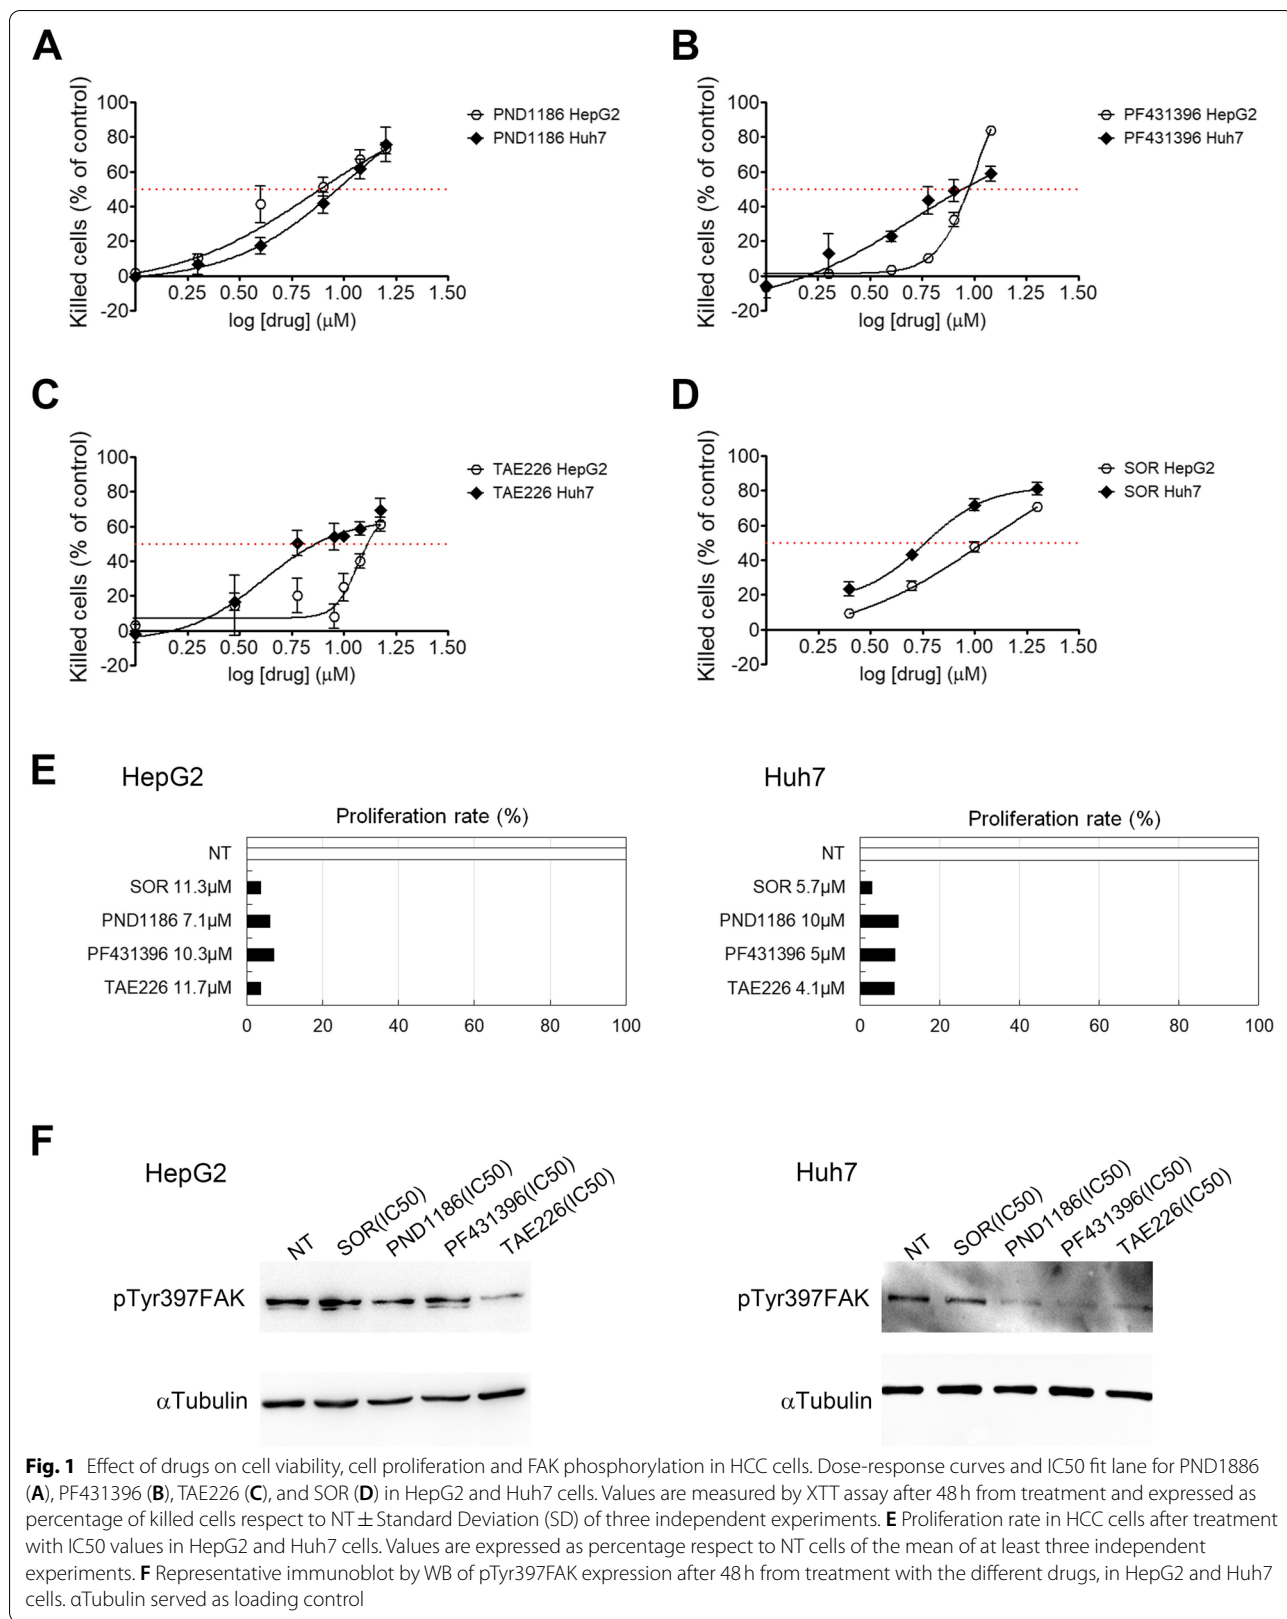 A
Killed cells (% of control)
100
80
60
40
20
0
-20
0.25 0.50 0.75 1.00 1.25 1.50
log [drug] (μM)
PND1186 HepG2
PND1186 Huh7
B
Killed cells (% of control)
100
80
60
40
20
0
-20
0.25 0.50 0.75 1.00 1.25 1.50
log [drug] (μM)
PF431396 HepG2
PF431396 Huh7
C
Killed cells (% of control)
100
80
60
40
20
0
-20
0.25 0.50 0.75 1.00 1.25 1.50
log [drug] (μM)
TAE226 HepG2
TAE226 Huh7
D
Killed cells (% of control)
100
80
60
40
20
0
-20
0.25 0.50 0.75 1.00 1.25 1.50
log [drug] (μM)
SOR HepG2
SOR Huh7
E
HepG2
Proliferation rate (%)
NT
SOR 11.3μM
PND1186 7.1μM
PF431396 10.3μM
TAE226 11.7μM
0 20 40 60 80 100
Huh7
Proliferation rate (%)
NT
SOR 5.7μM
PND1186 10μM
PF431396 5μM
TAE226 4.1μM
0 20 40 60 80 100
F
HepG2
NT
SOR(IC50)
PND1186(IC50)
PF431396(IC50)
TAE226(IC50)
pTyr397FAK
αTubulin
Huh7
NT
SOR(IC50)
PND1186(IC50)
PF431396(IC50)
TAE226(IC50)
pTyr397FAK
αTubulin
Fig. 1 Effect of drugs on cell viability, cell proliferation and FAK phosphorylation in HCC cells. Dose-response curves and IC50 fit lane for PND1886
(A), PF431396 (B), TAE226 (C), and SOR (D) in HepG2 and Huh7 cells. Values are measured by XTT assay after 48 h from treatment and expressed as
percentage of killed cells respect to NT ± Standard Deviation (SD) of three independent experiments. E Proliferation rate in HCC cells after treatment
with IC50 values in HepG2 and Huh7 cells. Values are expressed as percentage respect to NT cells of the mean of at least three independent
experiments. F Representative immunoblot by WB of pTyr397FAK expression after 48 h from treatment with the different drugs, in HepG2 and Huh7
cells. αTubulin served as loading control